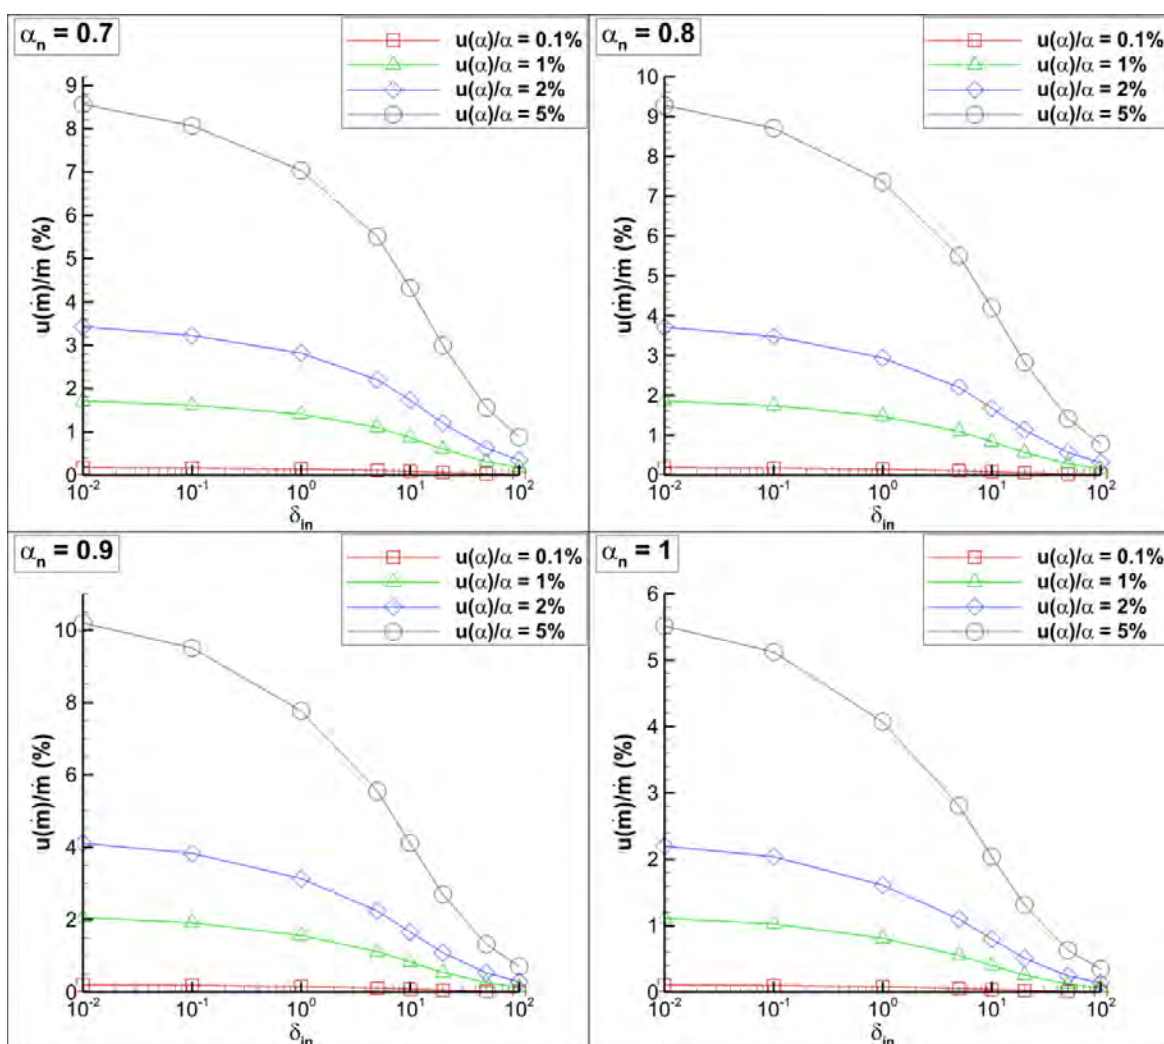 αn = 0.7
u(α)/α = 0.1%
u(α)/α = 1%
u(α)/α = 2%
u(α)/α = 5%
u(ṁ)/ṁ (%)
9
8
7
6
5
4
3
2
1
0
10-2
10-1
100
101
102
δin
αn = 0.8
u(α)/α = 0.1%
u(α)/α = 1%
u(α)/α = 2%
u(α)/α = 5%
u(ṁ)/ṁ (%)
10
9
8
7
6
5
4
3
2
1
0
10-2
10-1
100
101
102
δin
αn = 0.9
u(α)/α = 0.1%
u(α)/α = 1%
u(α)/α = 2%
u(α)/α = 5%
u(ṁ)/ṁ (%)
10
8
6
4
2
0
10-2
10-1
100
101
102
δin
αn = 1
u(α)/α = 0.1%
u(α)/α = 1%
u(α)/α = 2%
u(α)/α = 5%
u(ṁ)/ṁ (%)
6
5
4
3
2
1
0
10-2
10-1
100
101
102
δin